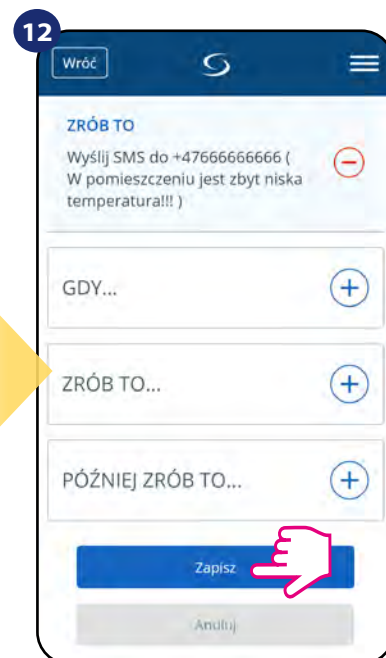 12
Wróć
ZRÓB TO
Wyślij SMS do +47666666666 (
W pomieszczeniu jest zbyt niska
temperatura!!! )
GDY...
ZRÓB TO...
PÓŹNIEJ ZRÓB TO...
Zapisz
Anuluj